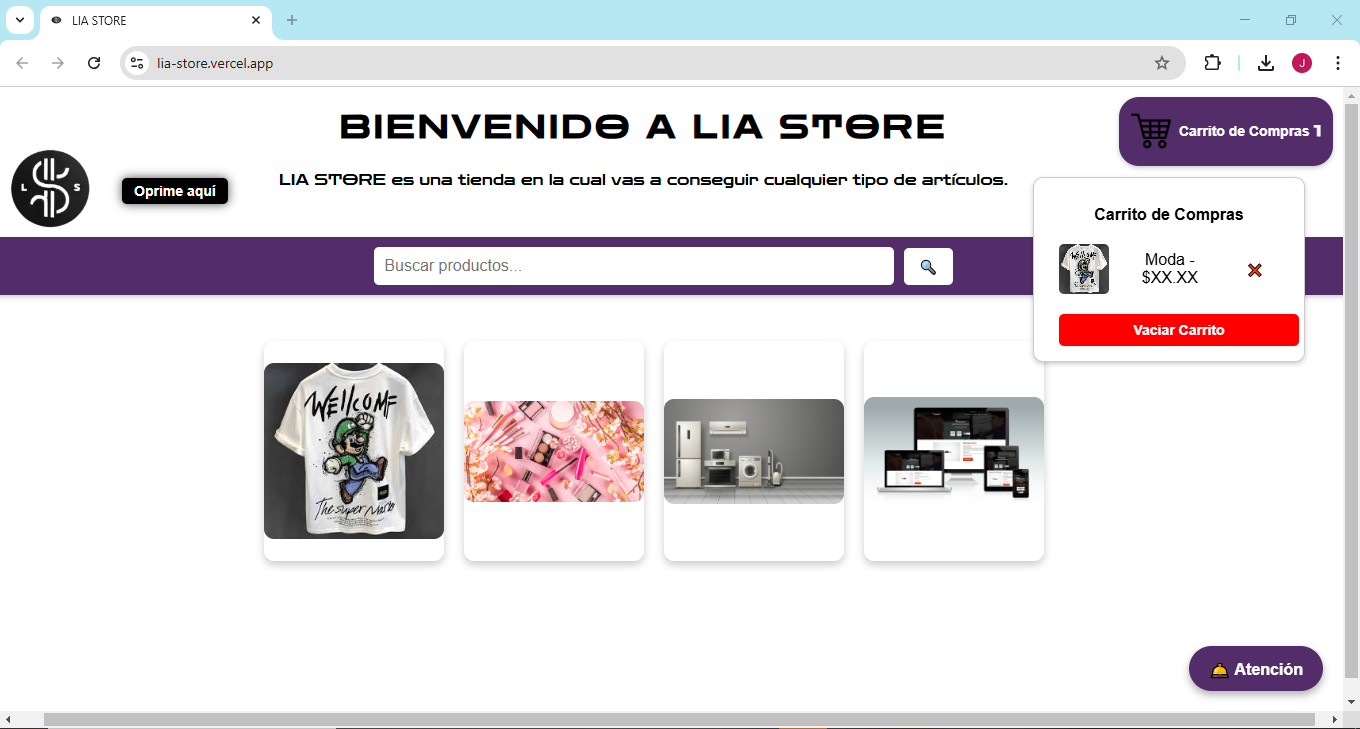 LIA STORE
lia-store.vercel.app
J
BIENVENIDO A LIA STORE
Carrito de Compras 1
L S
Oprime aquí
LIA STORE es una tienda en la cual vas a conseguir cualquier tipo de artículos.
Carrito de Compras
Buscar productos...
Moda -
$XX.XX
Vaciar Carrito
WEllCOME
The super Mario
Atención